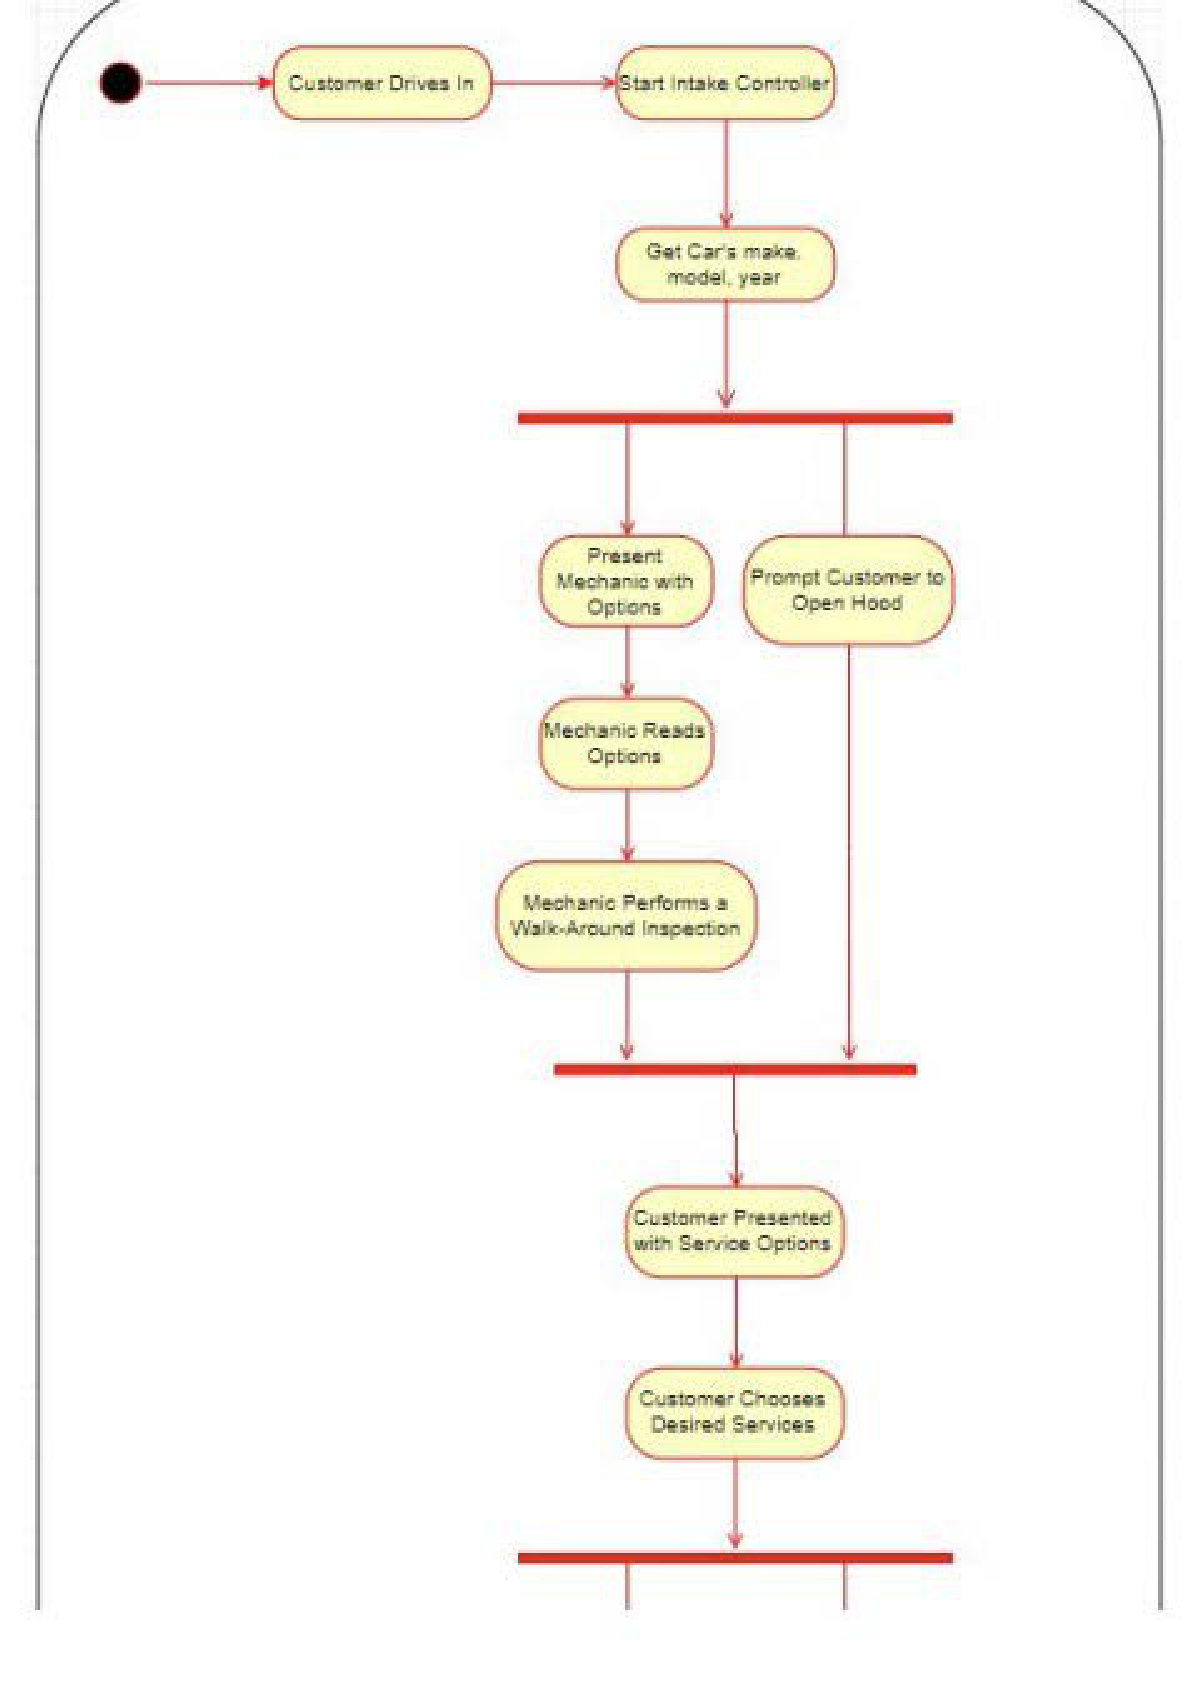 Customer Drives In
Start Intake Controller
Get Car's make,
model, year
Present
Mechanic with
Options
Prompt Customer to
Open Hood
Mechanic Reads
Options
Mechanic Performs a
Walk-Around Inspection
Customer Presented
with Service Options
Customer Chooses
Desired Services